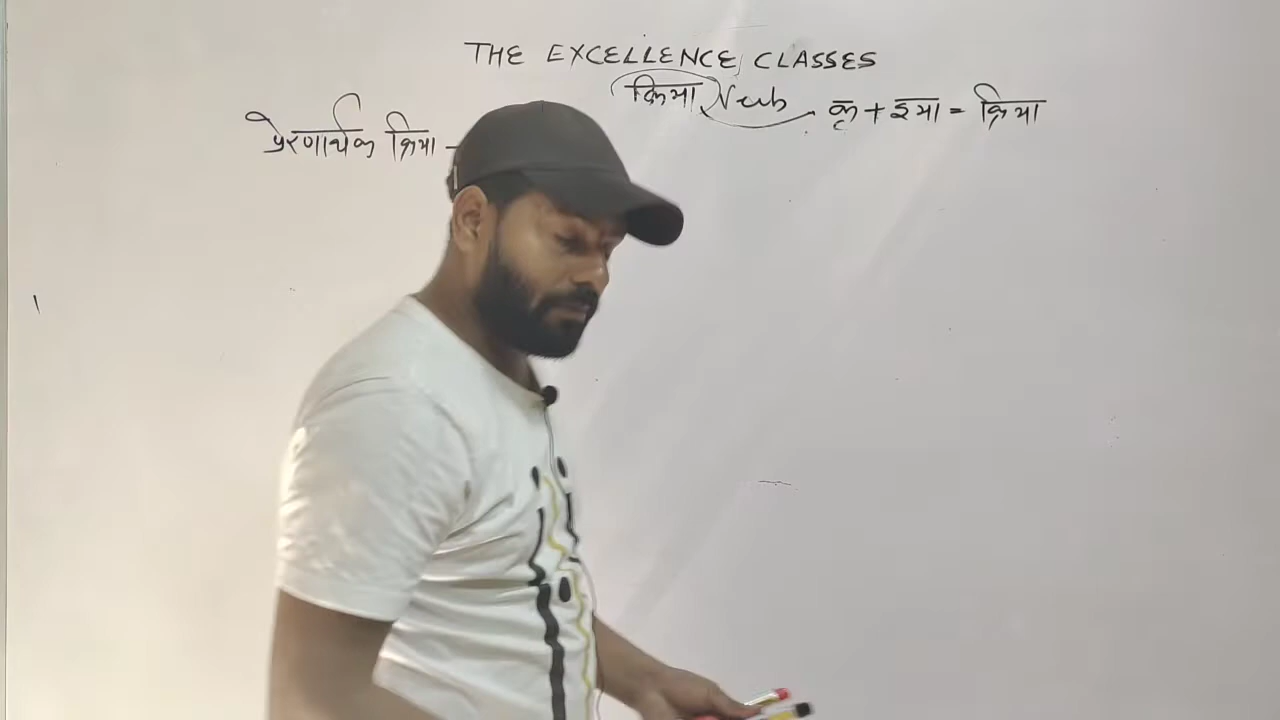 THE EXCELLENCE CLASSES
क्रिया Verb कृ + इया = क्रिया
प्रेरणार्थक क्रिया -